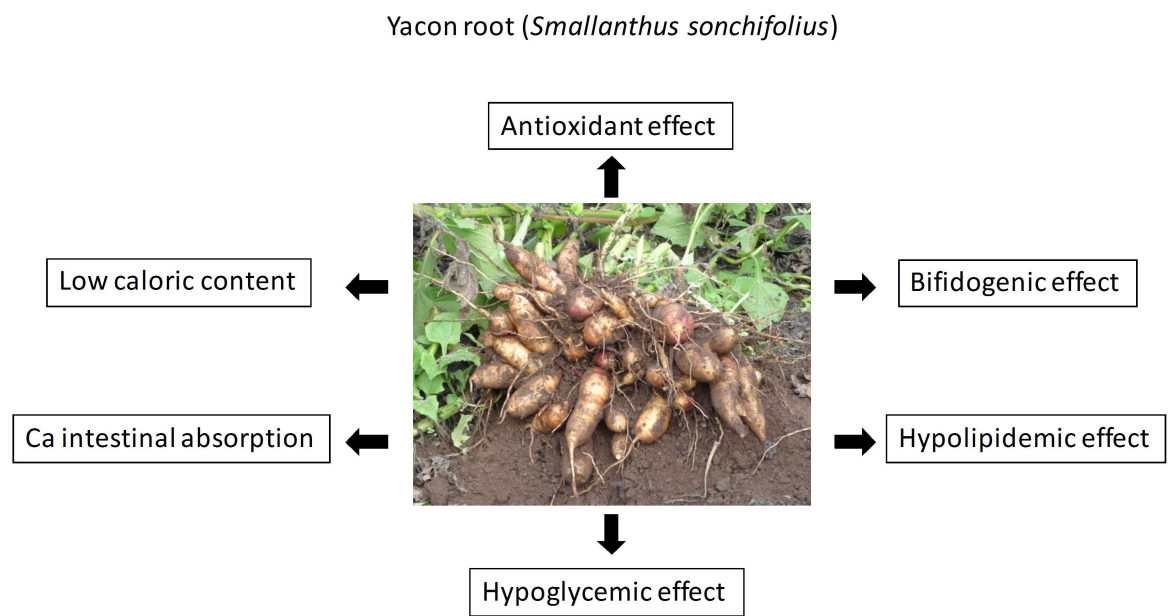 Yacon root (Smallanthus sonchifolius)
Antioxidant effect
Low caloric content
Bifidogenic effect
Ca intestinal absorption
Hypolipidemic effect
Hypoglycemic effect